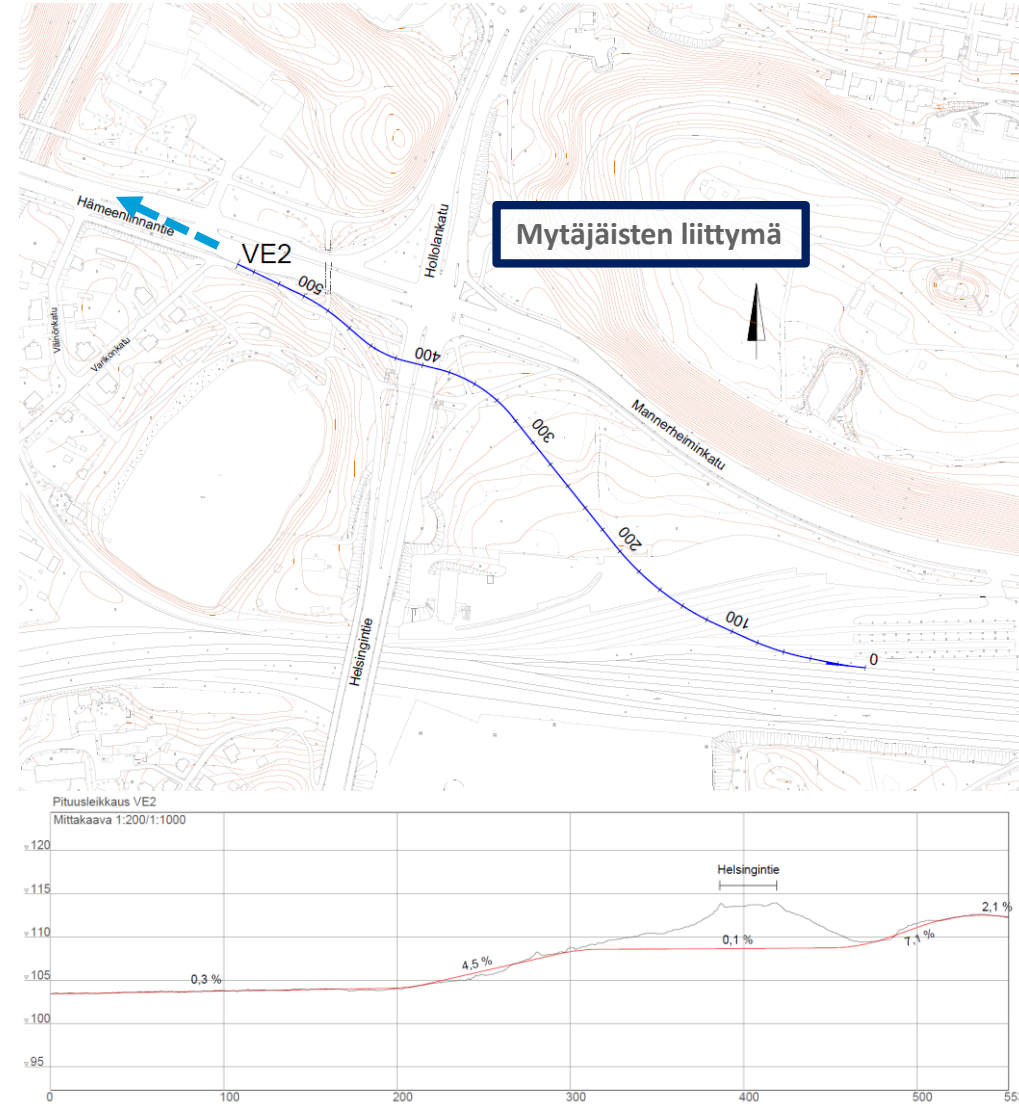 Hämeenlinnantie
Hollolankatu
Mytäjäisten liittymä
VE2
500
Väinönkatu
Varikonkatu
400
Mannerheiminkatu
300
200
100
0
Helsingintie
Pituusleikkaus VE2
Mittakaava 1:200/1:1000
120
115
110
105
100
95
Helsingintie
0,3 %
4,5 %
0,1 %
7,1 %
2,1 %
0
100
200
300
400
500